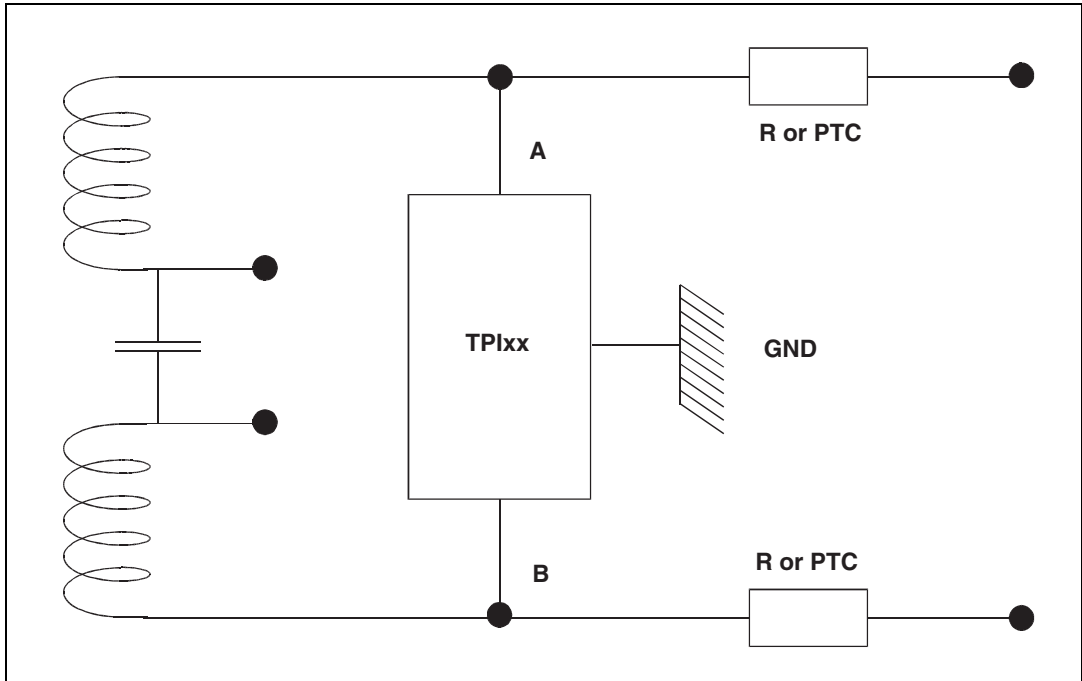 R or PTC
A
TPIxx
GND
R or PTC
B